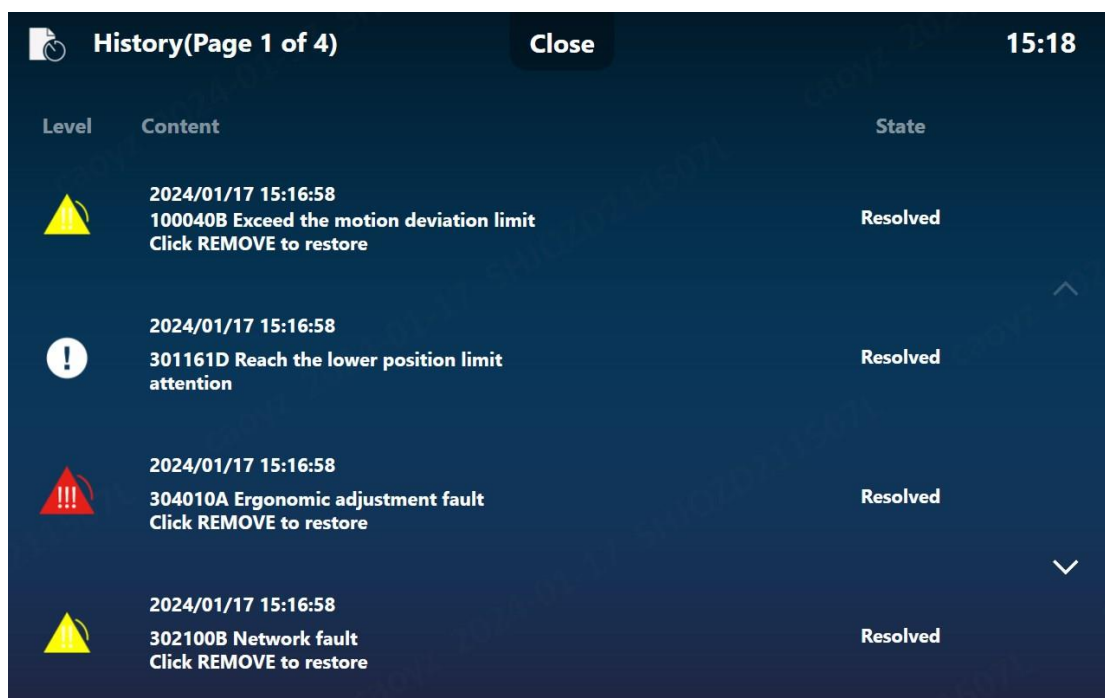 History(Page 1 of 4)
Close
15:18
Level
Content
State
2024/01/17 15:16:58
100040B Exceed the motion deviation limit
Click REMOVE to restore
Resolved
2024/01/17 15:16:58
301161D Reach the lower position limit
attention
Resolved
2024/01/17 15:16:58
304010A Ergonomic adjustment fault
Click REMOVE to restore
Resolved
2024/01/17 15:16:58
302100B Network fault
Click REMOVE to restore
Resolved